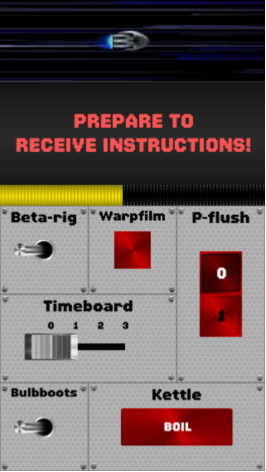 PREPARE TO
RECEIVE INSTRUCTIONS!
Beta-rig
Warpfilm
P-flush
0
1
Timeboard
0 1 2 3
Bulbboots
Kettle
BOIL